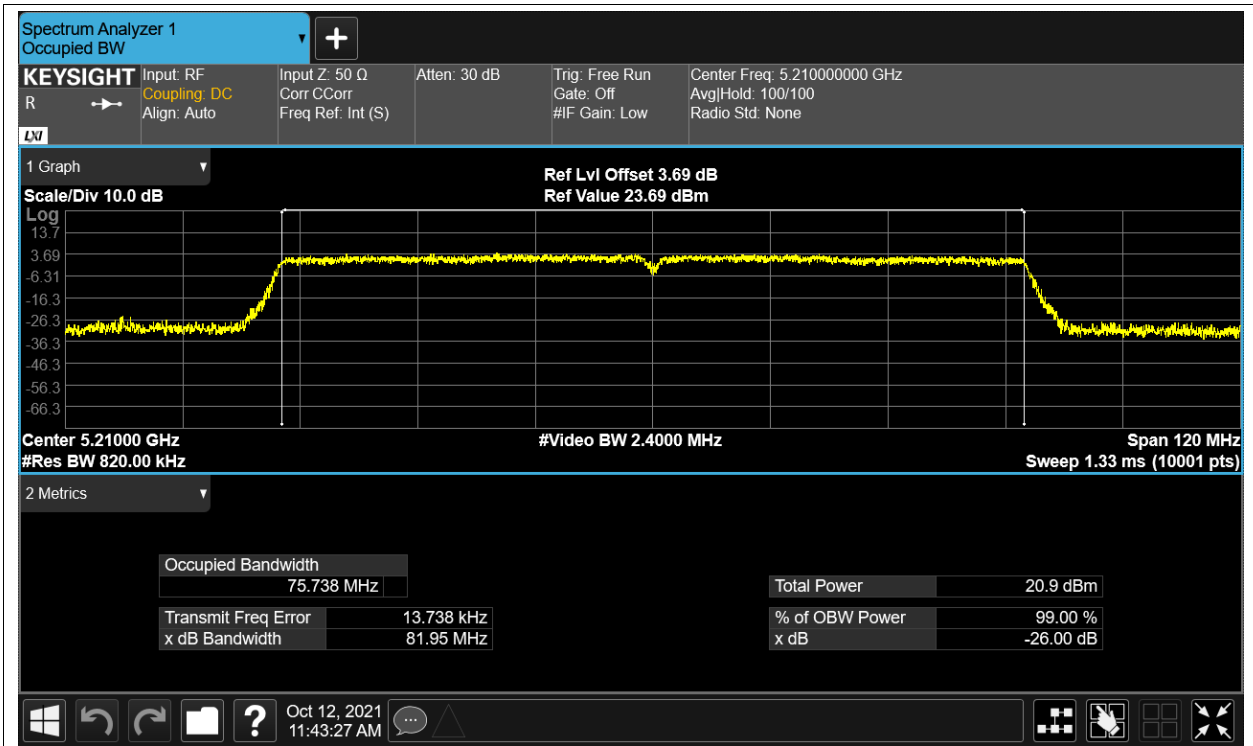 Spectrum Analyzer 1
Occupied BW
KEYSIGHT
R
LXI
Input: RF
Coupling: DC
Align: Auto
Input Z: 50 Ω
Corr CCorr
Freq Ref: Int (S)
Atten: 30 dB
Trig: Free Run
Gate: Off
#IF Gain: Low
Center Freq: 5.210000000 GHz
Avg|Hold: 100/100
Radio Std: None
1 Graph
Scale/Div 10.0 dB
Ref Lvl Offset 3.69 dB
Ref Value 23.69 dBm
Log
13.7
3.69
-6.31
-16.3
-26.3
-36.3
-46.3
-56.3
-66.3
Center 5.21000 GHz
#Video BW 2.4000 MHz
Span 120 MHz
#Res BW 820.00 kHz
Sweep 1.33 ms (10001 pts)
2 Metrics
Occupied Bandwidth
75.738 MHz
Transmit Freq Error 13.738 kHz
x dB Bandwidth 81.95 MHz
Total Power 20.9 dBm
% of OBW Power 99.00 %
x dB -26.00 dB
?
Oct 12, 2021
11:43:27 AM